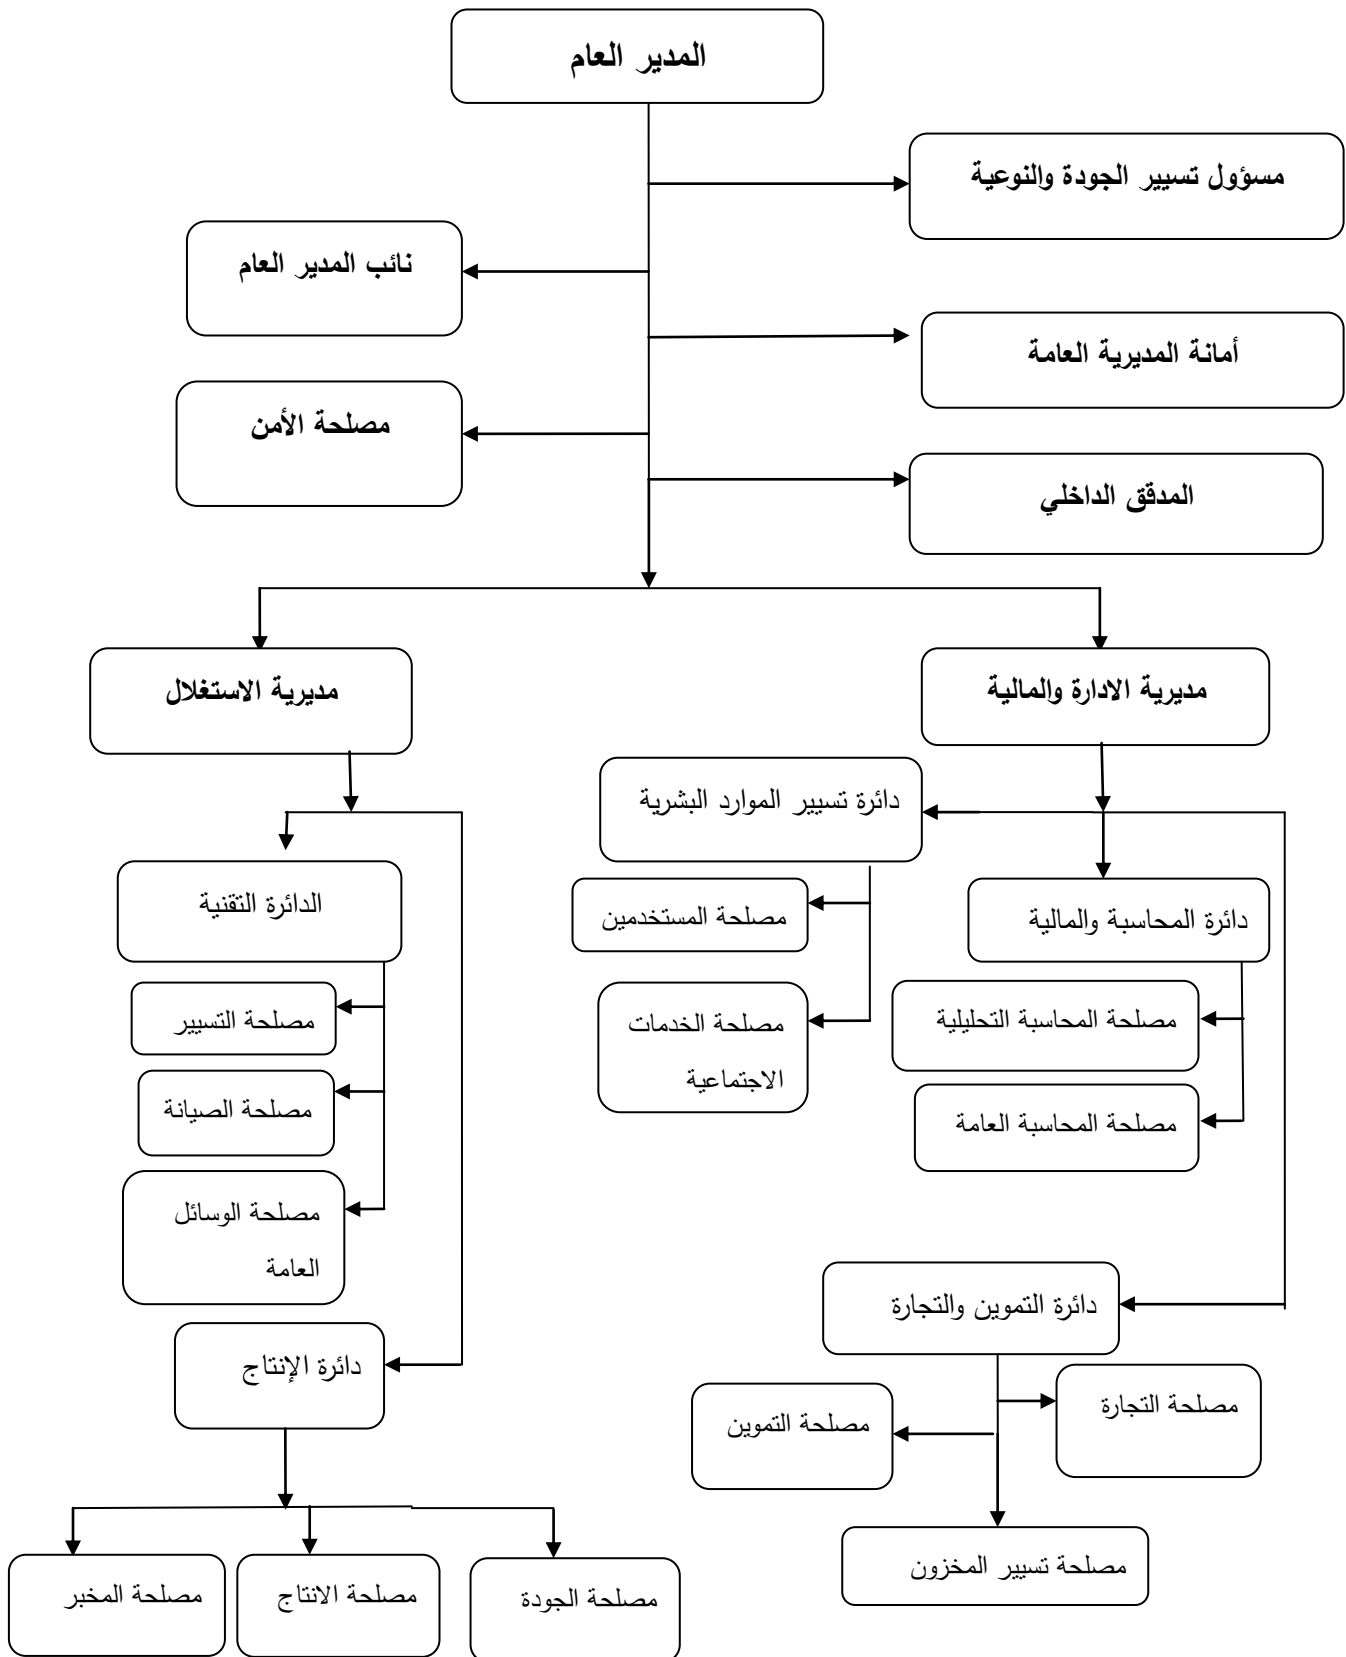 المدير العام
مسؤول تسيير الجودة والنوعية
نائب المدير العام
أمانة المديرية العامة
مصلحة الأمن
المدقق الداخلي
مديرية الادارة والمالية
مديرية الاستغلال
دائرة تسيير الموارد البشرية
مصلحة المستخدمين
مصلحة الخدمات
الاجتماعية
دائرة المحاسبة والمالية
مصلحة المحاسبة التحليلية
مصلحة المحاسبة العامة
دائرة التموين والتجارة
مصلحة التجارة
مصلحة التموين
مصلحة تسيير المخزون
الدائرة التقنية
مصلحة التسيير
مصلحة الصيانة
مصلحة الوسائل
العامة
دائرة الإنتاج
مصلحة الجودة
مصلحة الانتاج
مصلحة المخبر